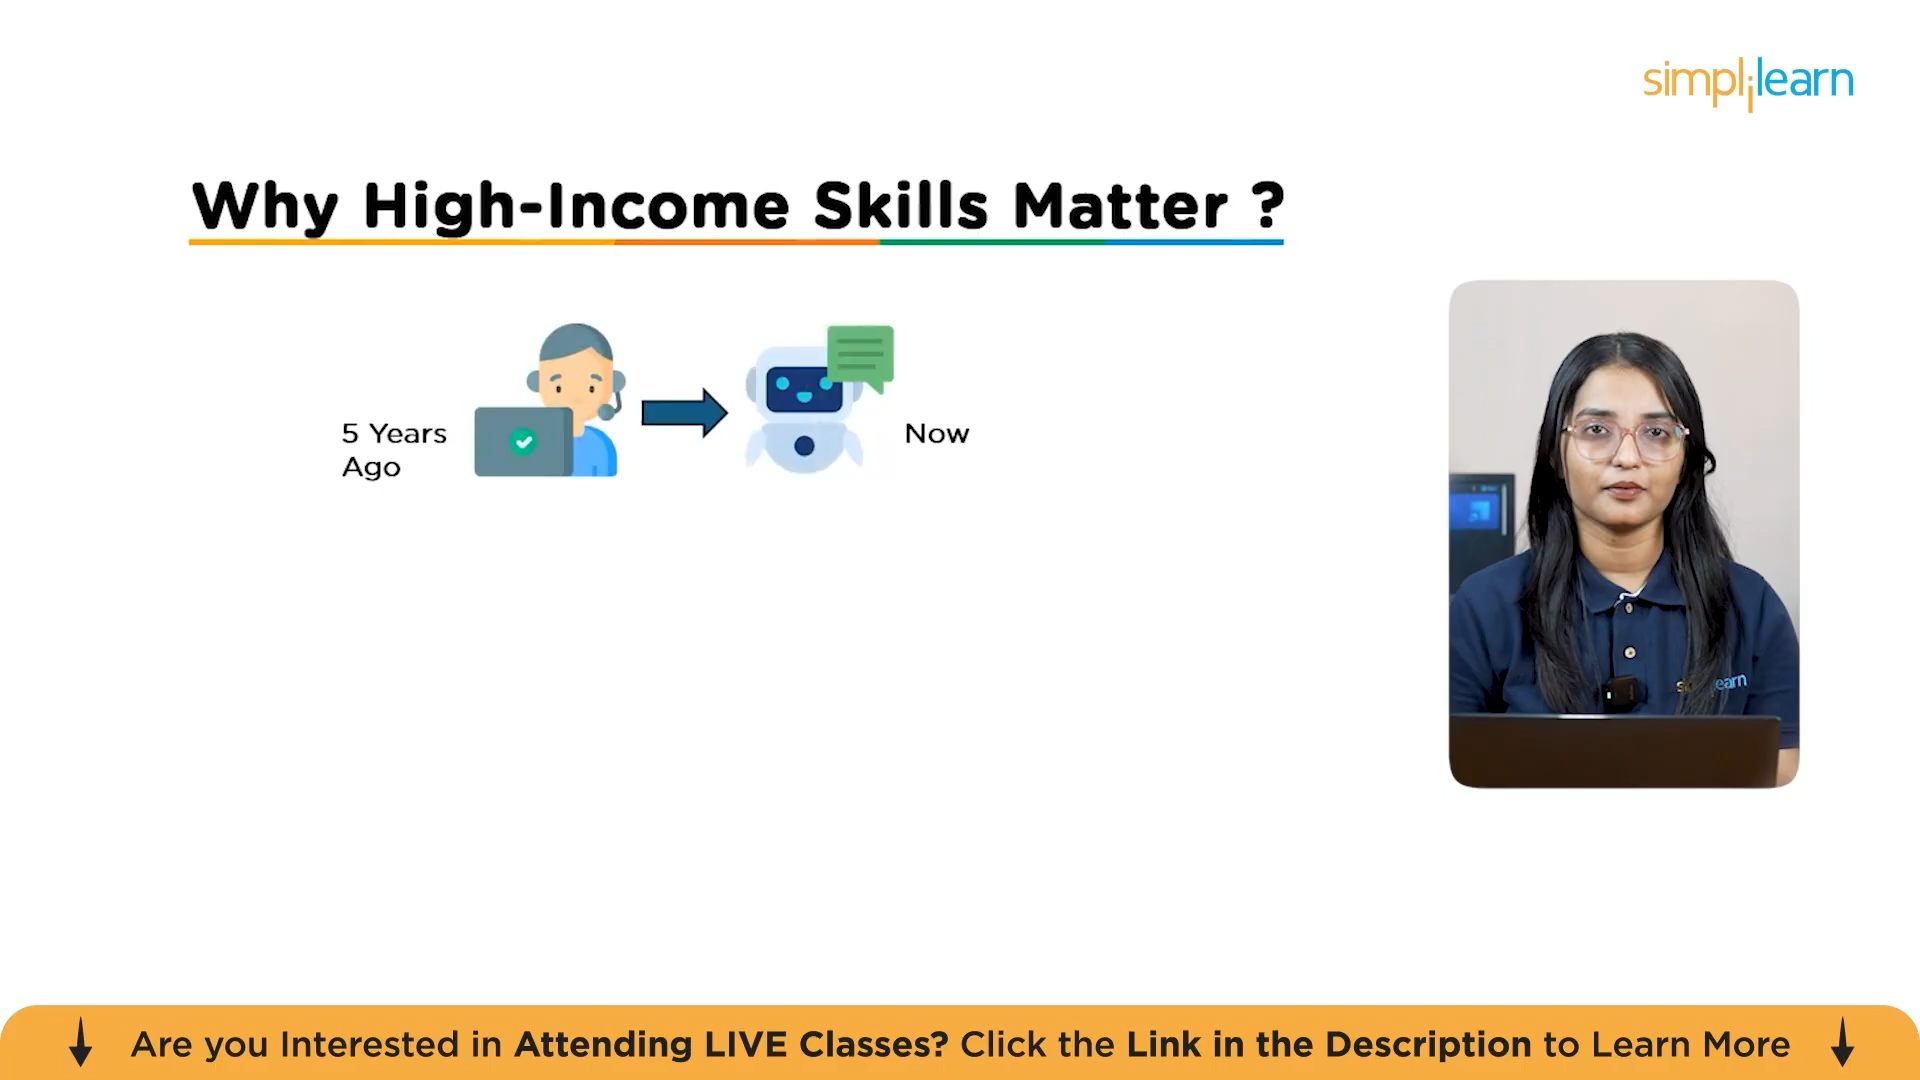 simplilearn
Why High-Income Skills Matter ?
5 Years
Ago
Now
Are you Interested in Attending LIVE Classes? Click the Link in the Description to Learn More